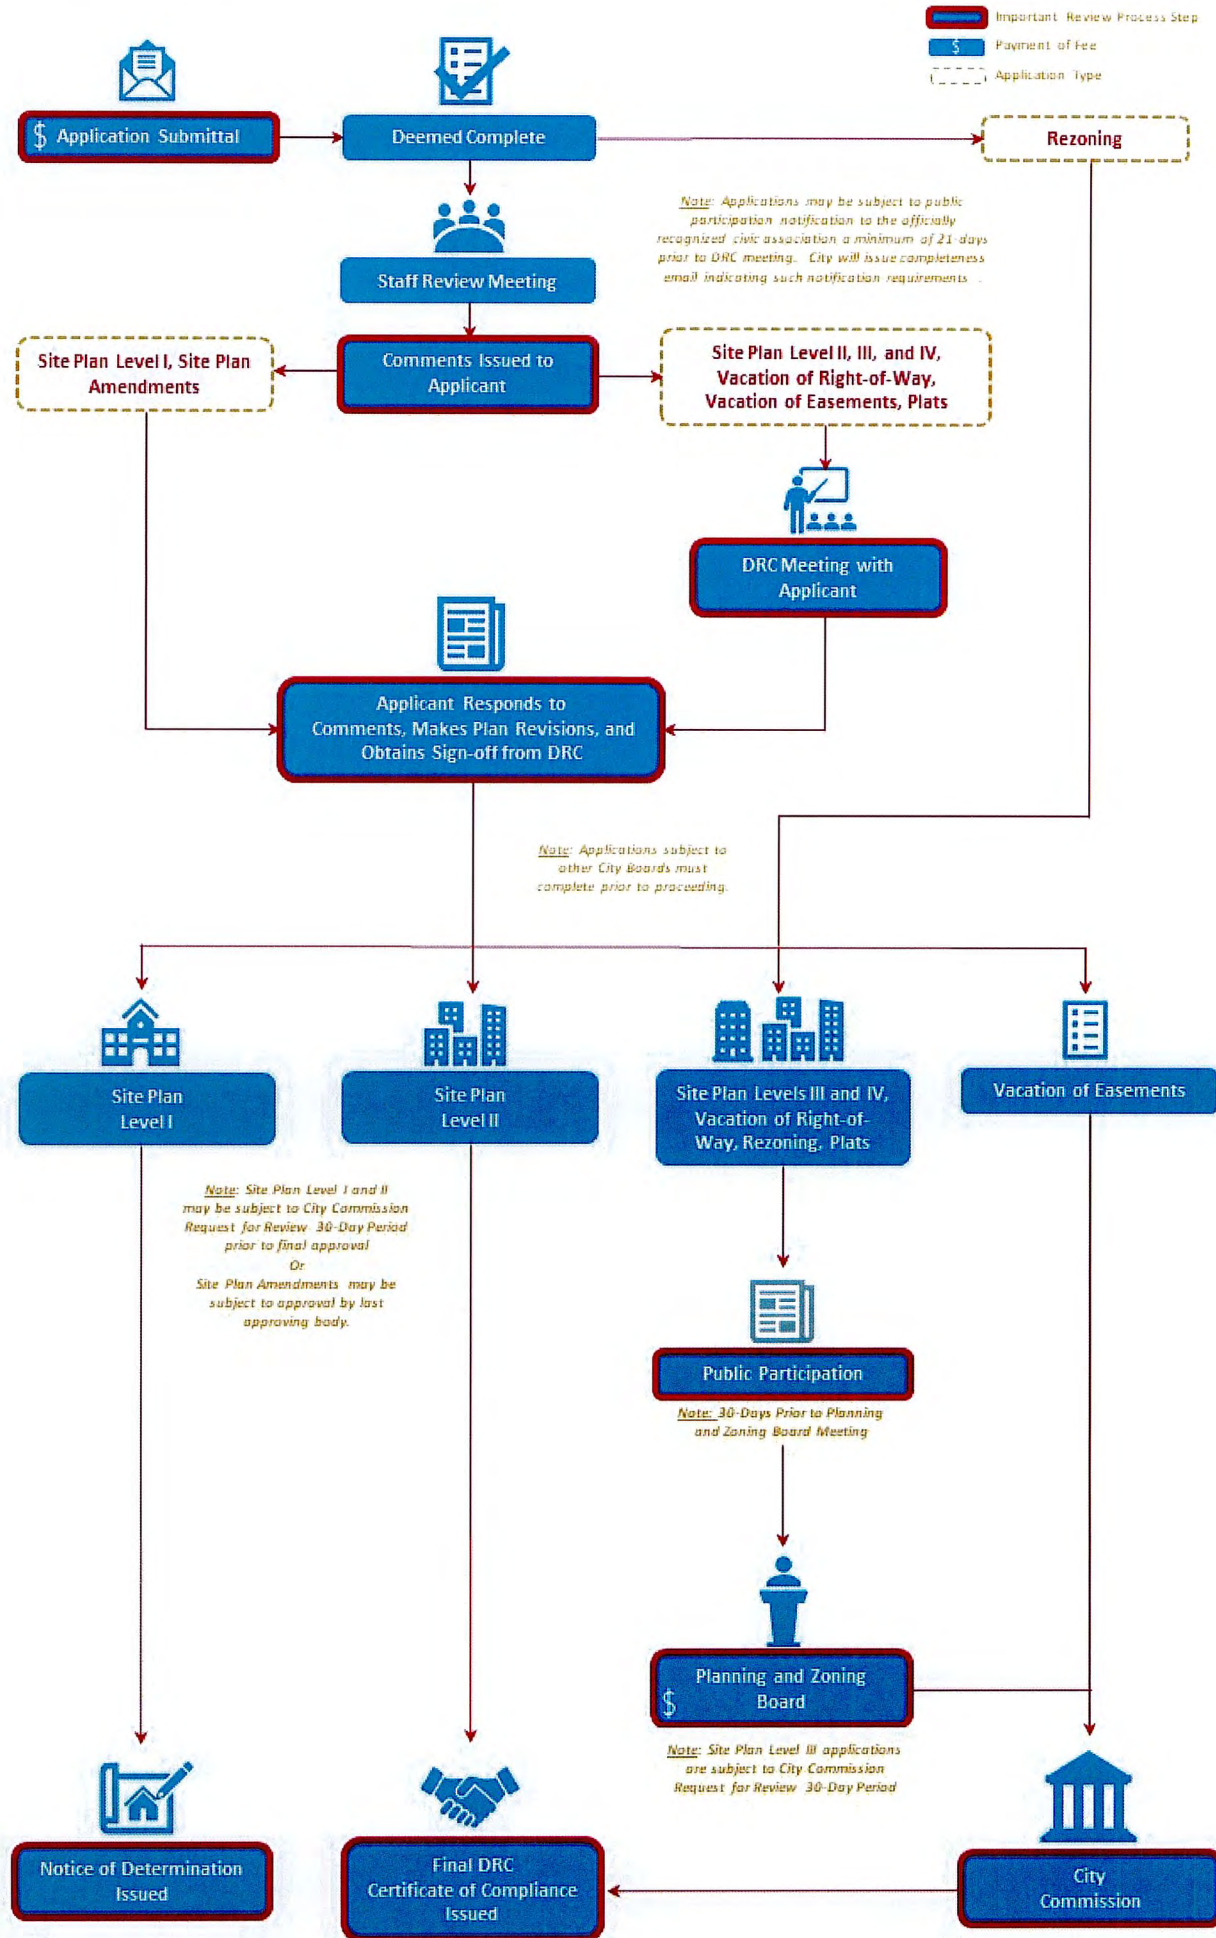 Important Review Process Step
$ Payment of Fee
Application Type
$ Application Submittal
Deemed Complete
Rezoning
Note: Applications may be subject to public
participation notification to the officially
recognized civic association a minimum of 21-days
prior to DRC meeting. City will issue completeness
email indicating such notification requirements .
Staff Review Meeting
Site Plan Level I, Site Plan
Amendments
Comments Issued to
Applicant
Site Plan Level II, III, and IV,
Vacation of Right-of-Way,
Vacation of Easements, Plats
DRC Meeting with
Applicant
Applicant Responds to
Comments, Makes Plan Revisions, and
Obtains Sign-off from DRC
Note: Applications subject to
other City Boards must
complete prior to proceeding.
Site Plan
Level I
Site Plan
Level II
Site Plan Levels III and IV,
Vacation of Right-of-
Way, Rezoning, Plats
Vacation of Easements
Note: Site Plan Level I and II
may be subject to City Commission
Request for Review 30-Day Period
prior to final approval
Or
Site Plan Amendments may be
subject to approval by last
approving body.
Public Participation
Note: 30-Days Prior to Planning
and Zoning Board Meeting
Planning and Zoning
$ Board
Note: Site Plan Level III applications
are subject to City Commission
Request for Review 30-Day Period
Notice of Determination
Issued
Final DRC
Certificate of Compliance
Issued
City
Commission